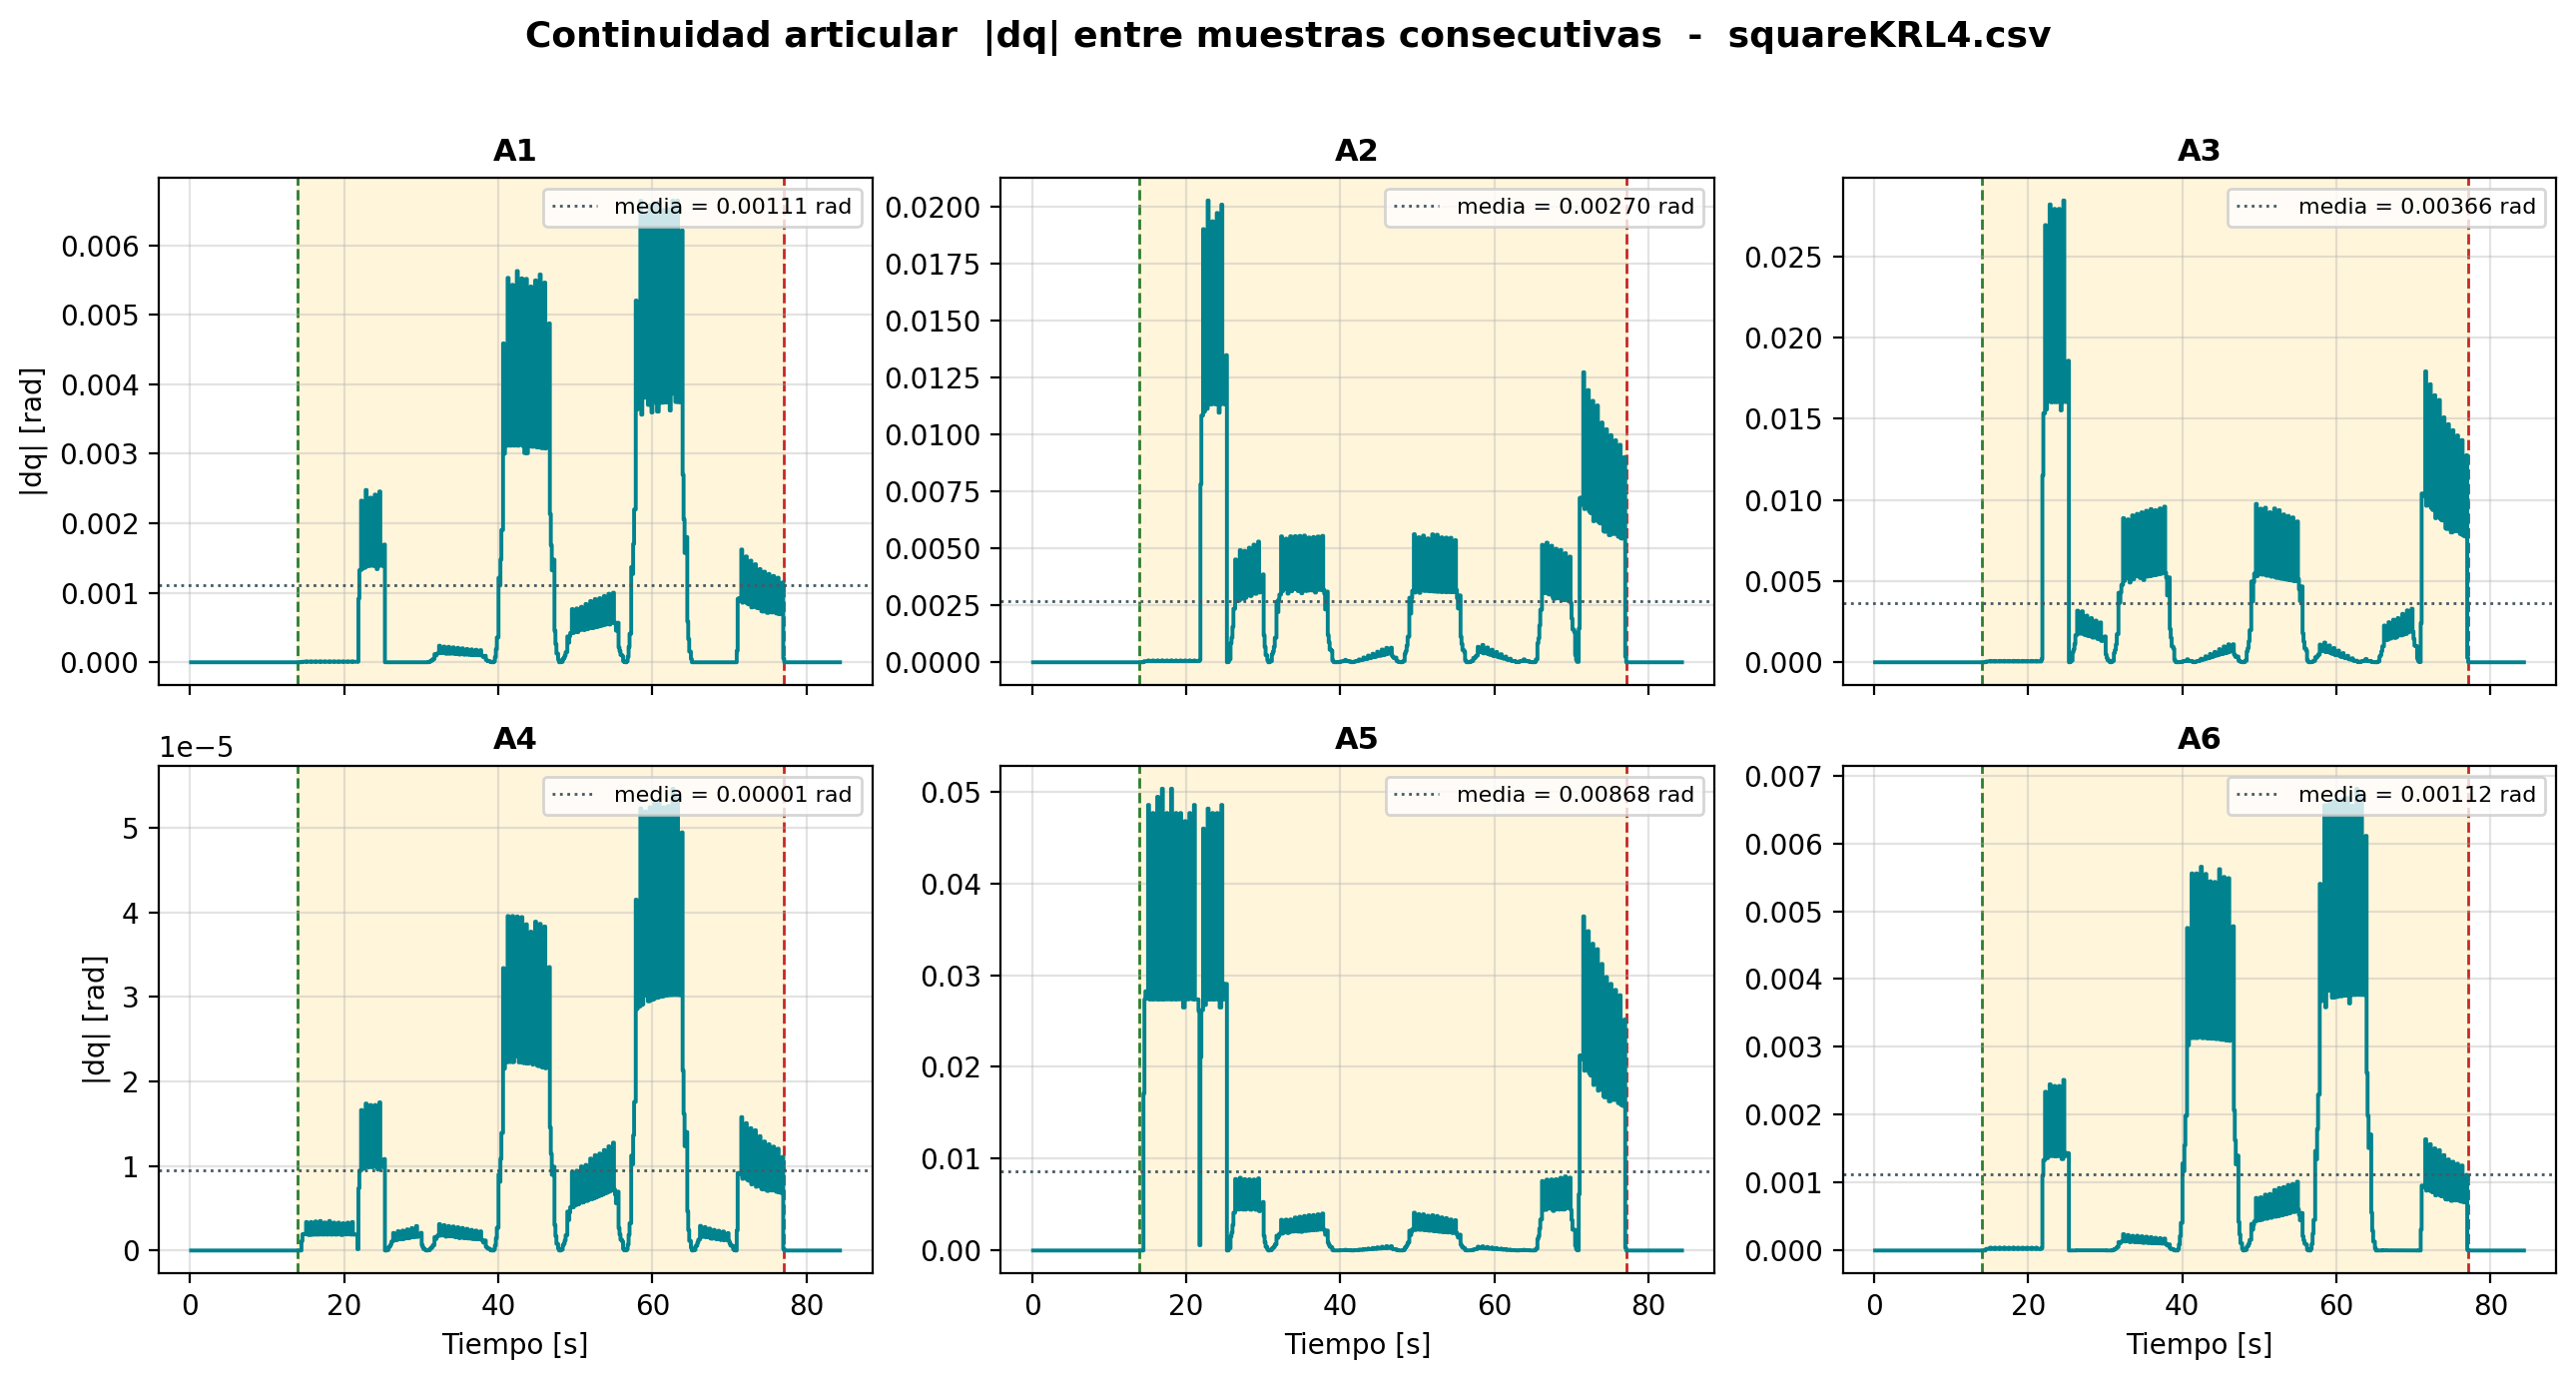 Continuidad articular  |dq| entre muestras consecutivas  -  squareKRL4.csv
A1
media = 0.00111 rad
|dq| [rad]
0.006
0.005
0.004
0.003
0.002
0.001
0.000
A2
media = 0.00270 rad
0.0200
0.0175
0.0150
0.0125
0.0100
0.0075
0.0050
0.0025
0.0000
A3
media = 0.00366 rad
0.025
0.020
0.015
0.010
0.005
0.000
A4
1e−5
media = 0.00001 rad
|dq| [rad]
5
4
3
2
1
0
0 20 40 60 80
Tiempo [s]
A5
media = 0.00868 rad
0.05
0.04
0.03
0.02
0.01
0.00
0 20 40 60 80
Tiempo [s]
A6
media = 0.00112 rad
0.007
0.006
0.005
0.004
0.003
0.002
0.001
0.000
0 20 40 60 80
Tiempo [s]